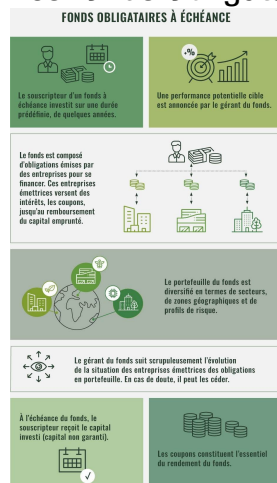 FONDS OBLIGATAIRES À ÉCHÉANCE
Le souscripteur d'un fonds à
échéance investit sur une durée
prédéfinie, de quelques années.
%
Une performance potentielle cible
est annoncée par le gérant du fonds.
Le fonds est composé
d'obligations émises par
des entreprises pour se
financer. Ces entreprises
émettrices versent des
intérêts, les coupons,
jusqu'au remboursement
du capital emprunté.
Le portefeuille du fonds est
diversifié en termes de secteurs,
de zones géographiques et de
profils de risque.
Le gérant du fonds suit scrupuleusement l'évolution
de la situation des entreprises émettrices des obligations
en portefeuille. En cas de doute, il peut les céder.
À l'échéance du fonds, le
souscripteur reçoit le capital
investi (capital non garanti).
Les coupons constituent l'essentiel
du rendement du fonds.